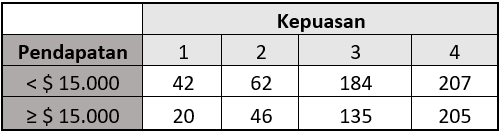 Kepuasan
Pendapatan 1 2 3 4
< $ 15.000 42 62 184 207
≥ $ 15.000 20 46 135 205